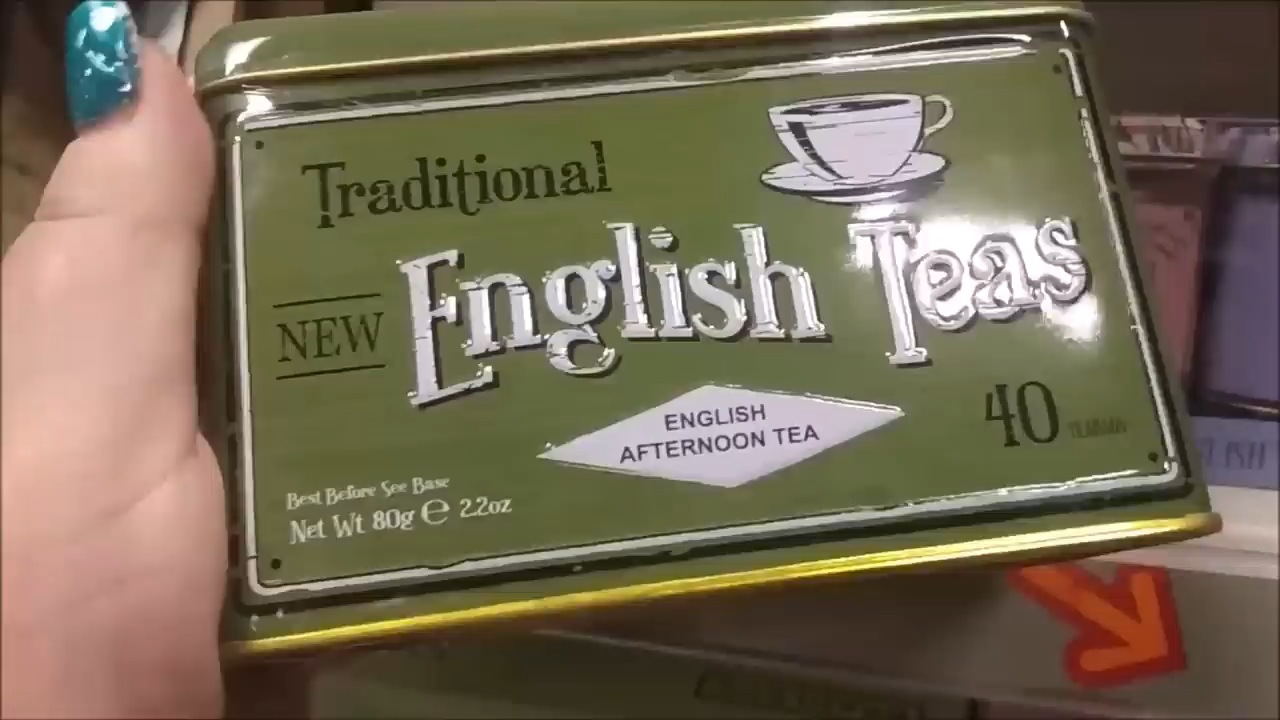 Traditional
English Teas
NEW
ENGLISH
AFTERNOON TEA
40
Best Before See Base
Net Wt 80g ℮ 2.2oz